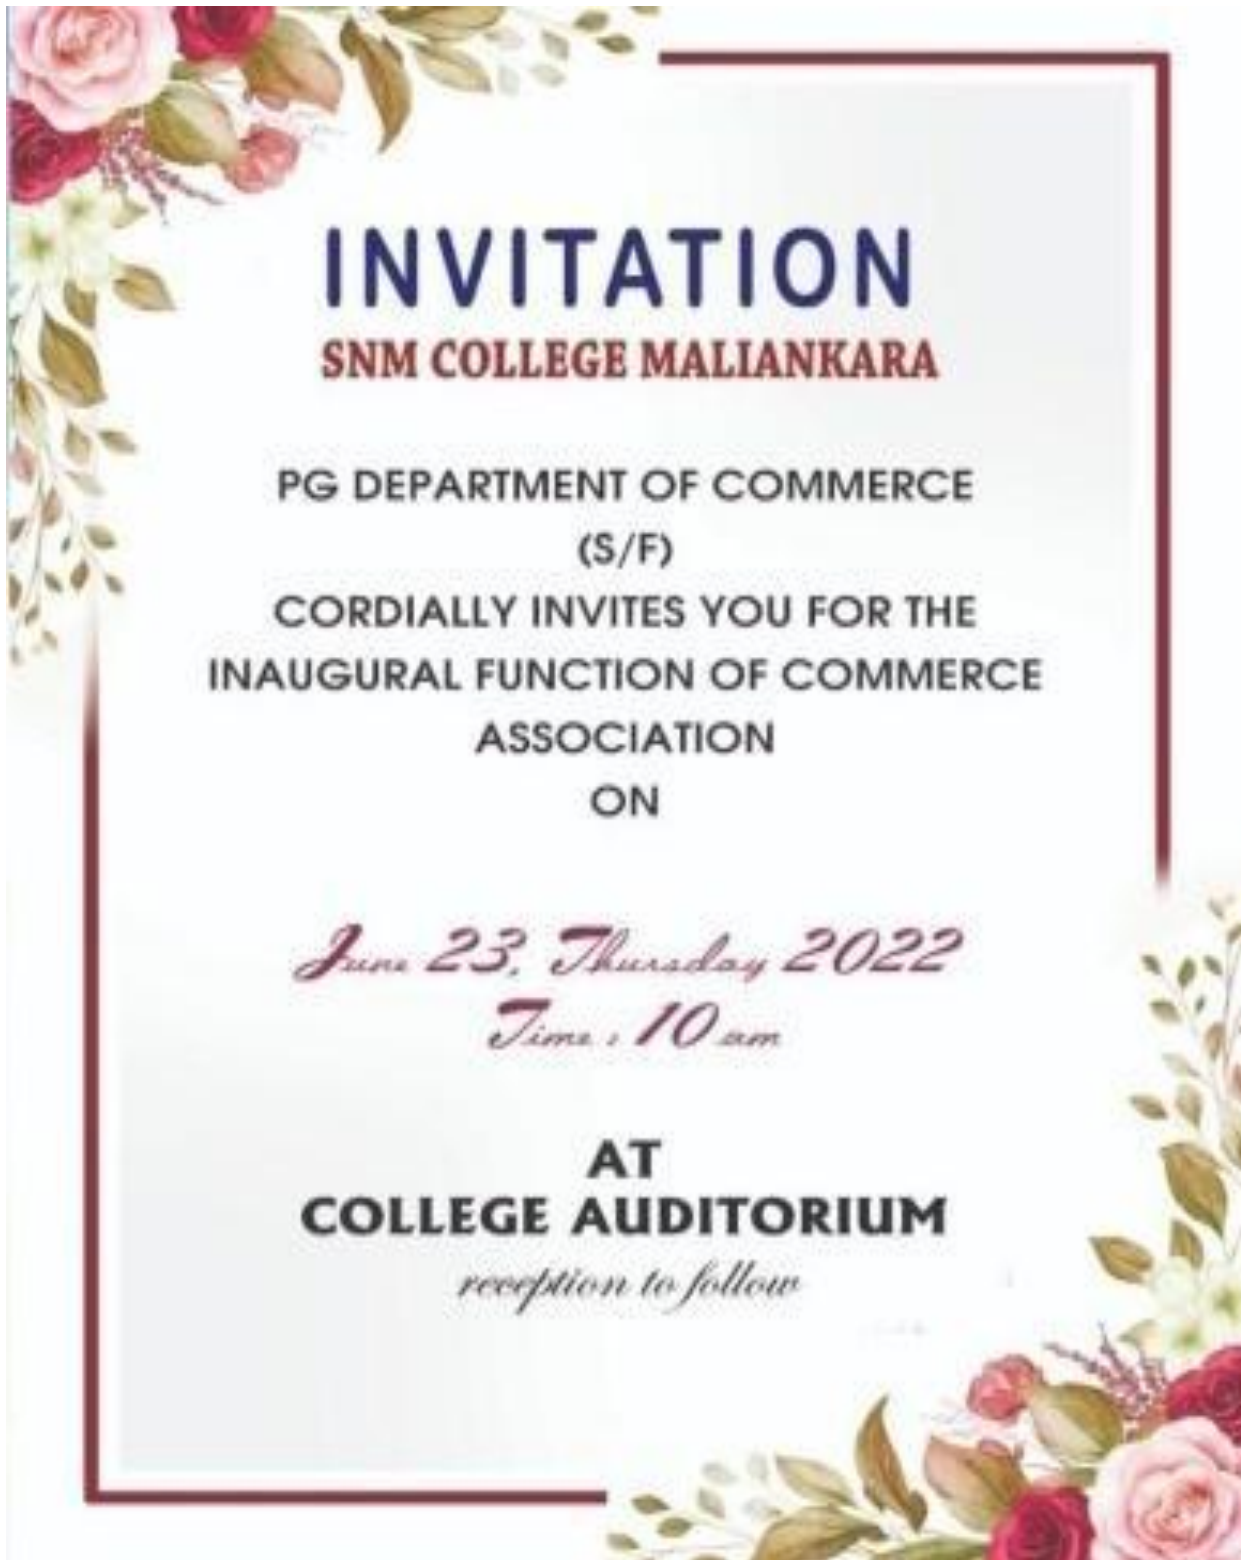 INVITATION
SNM COLLEGE MALIANKARA
PG DEPARTMENT OF COMMERCE
(S/F)
CORDIALLY INVITES YOU FOR THE
INAUGURAL FUNCTION OF COMMERCE
ASSOCIATION
ON
June 23, Thursday 2022
Time : 10 am
AT
COLLEGE AUDITORIUM
reception to follow